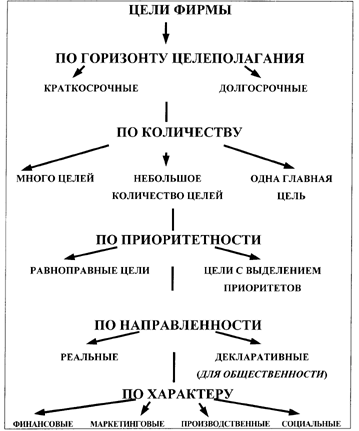 ЦЕЛИ ФИРМЫ
ПО ГОРИЗОНТУ ЦЕЛЕПОЛАГАНИЯ
КРАТКОСРОЧНЫЕ ДОЛГОСРОЧНЫЕ
ПО КОЛИЧЕСТВУ
МНОГО ЦЕЛЕЙ НЕБОЛЬШОЕ ОДНА ГЛАВНАЯ
КОЛИЧЕСТВО ЦЕЛЕЙ ЦЕЛЬ
ПО ПРИОРИТЕТНОСТИ
РАВНОПРАВНЫЕ ЦЕЛИ ЦЕЛИ С ВЫДЕЛЕНИЕМ
ПРИОРИТЕТОВ
ПО НАПРАВЛЕННОСТИ
РЕАЛЬНЫЕ ДЕКЛАРАТИВНЫЕ
(ДЛЯ ОБЩЕСТВЕННОСТИ)
ПО ХАРАКТЕРУ
ФИНАНСОВЫЕ МАРКЕТИНГОВЫЕ ПРОИЗВОДСТВЕННЫЕ СОЦИАЛЬНЫЕ